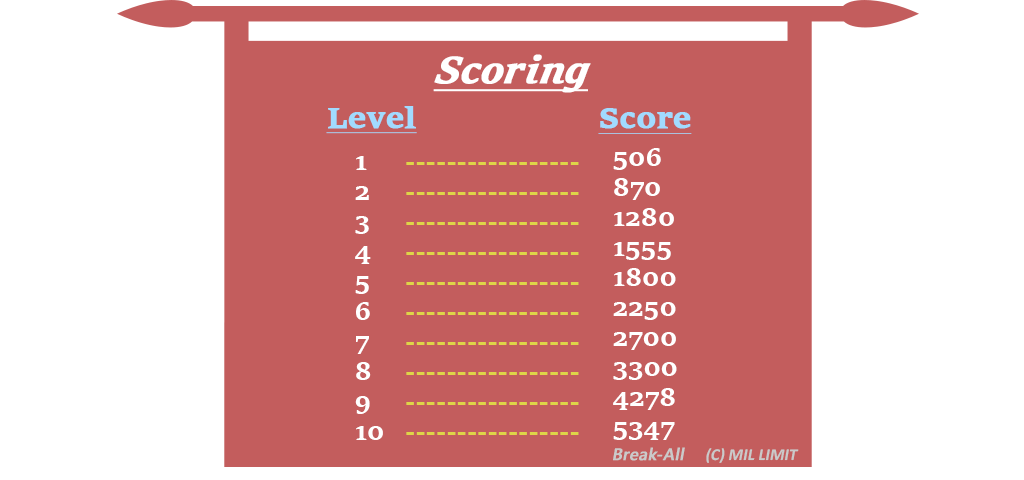 Scoring
Level Score
1 ----------------- 506
2 ----------------- 870
3 ----------------- 1280
4 ----------------- 1555
5 ----------------- 1800
6 ----------------- 2250
7 ----------------- 2700
8 ----------------- 3300
9 ----------------- 4278
10 ----------------- 5347
Break-All (C) MIL LIMIT